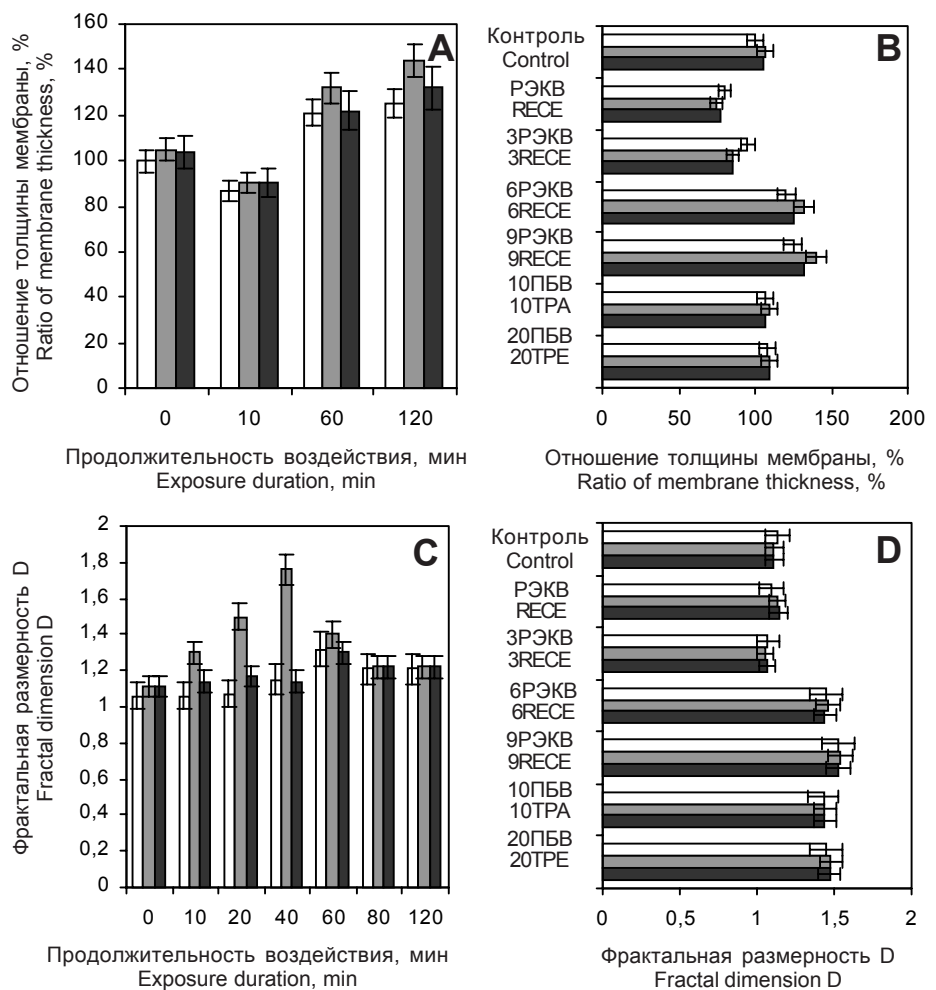 160
140
120
100
80
60
40
20
0
Отношение толщины мембраны, %
Ratio of membrane thickness, %
A
0 10 60 120
Продолжительность воздействия, мин
Exposure duration, min
B
Контроль
Control
РЭКВ
RECE
3РЭКВ
3RECE
6РЭКВ
6RECE
9РЭКВ
9RECE
10ПБВ
10TPA
20ПБВ
20TPE
0 50 100 150 200
Отношение толщины мембраны, %
Ratio of membrane thickness, %
2
1,8
1,6
1,4
1,2
1
0,8
0,6
0,4
0,2
0
Фрактальная размерность D
Fractal dimension D
C
0 10 20 40 60 80 120
Продолжительность воздействия, мин
Exposure duration, min
D
Контроль
Control
РЭКВ
RECE
3РЭКВ
3RECE
6РЭКВ
6RECE
9РЭКВ
9RECE
10ПБВ
10TPA
20ПБВ
20TPE
0 0,5 1 1,5 2
Фрактальная размерность D
Fractal dimension D